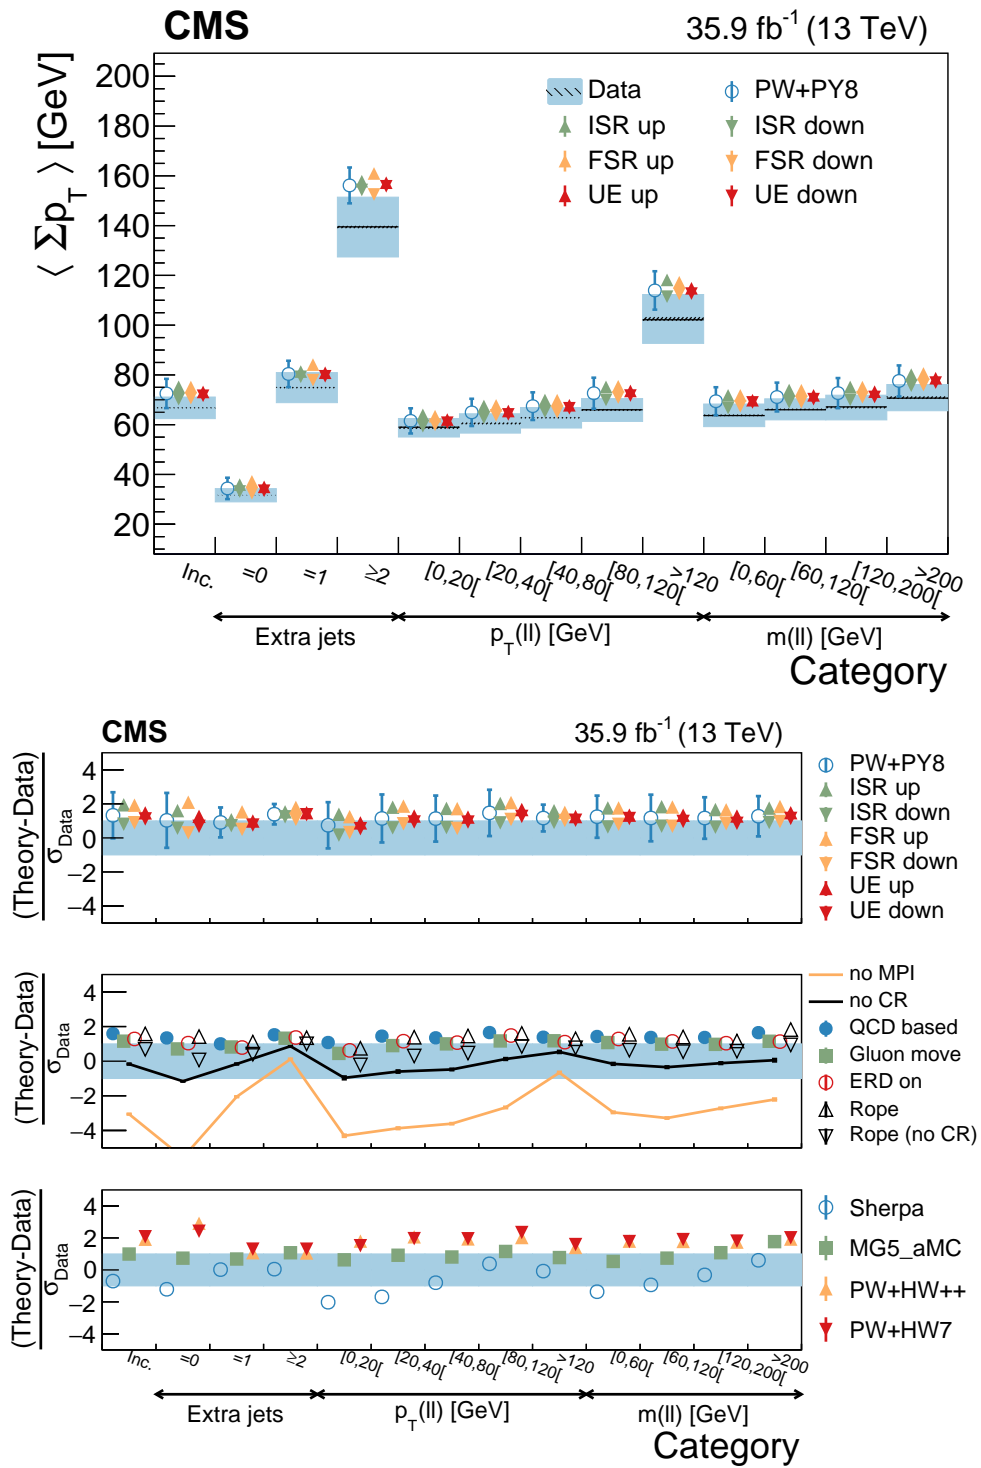 CMS 35.9 fb⁻¹ (13 TeV)
⟨ Σp_T ⟩ [GeV]
200
180
160
140
120
100
80
60
40
20
Data PW+PY8
ISR up ISR down
FSR up FSR down
UE up UE down
Inc. =0 =1 ≥2 [0,20[ [20,40[ [40,80[ [80,120[ >120 [0,60[ [60,120[ [120,200[ >200
Extra jets p_T(ll) [GeV] m(ll) [GeV]
Category
CMS 35.9 fb⁻¹ (13 TeV)
(Theory-Data)
σ_Data
4
2
0
−2
−4
PW+PY8
ISR up
ISR down
FSR up
FSR down
UE up
UE down
(Theory-Data)
σ_Data
4
2
0
−2
−4
no MPI
no CR
QCD based
Gluon move
ERD on
Rope
Rope (no CR)
(Theory-Data)
σ_Data
4
2
0
−2
−4
Sherpa
MG5_aMC
PW+HW++
PW+HW7
Inc. =0 =1 ≥2 [0,20[ [20,40[ [40,80[ [80,120[ >120 [0,60[ [60,120[ [120,200[ >200
Extra jets p_T(ll) [GeV] m(ll) [GeV]
Category